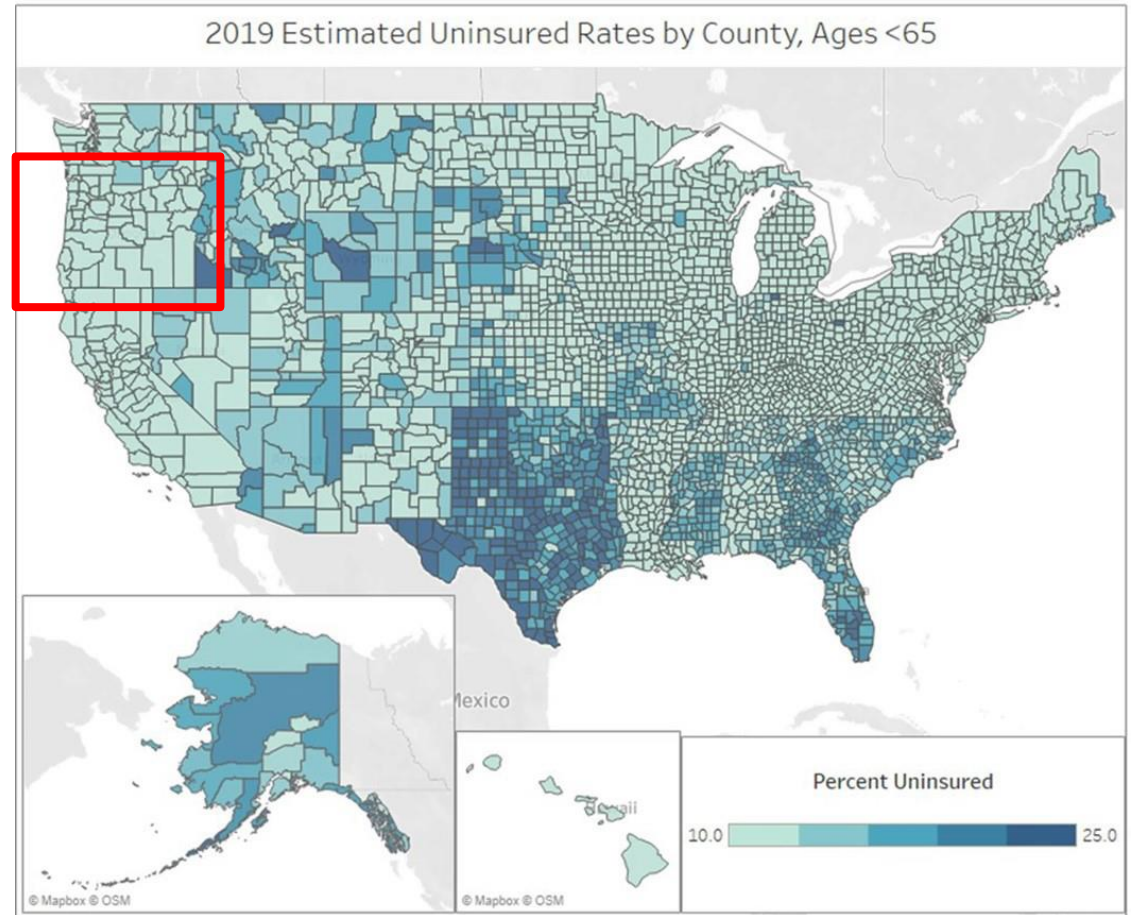 2019 Estimated Uninsured Rates by County, Ages <65
Mexico
© Mapbox © OSM
Hawaii
© Mapbox © OSM
Percent Uninsured
10.0
25.0